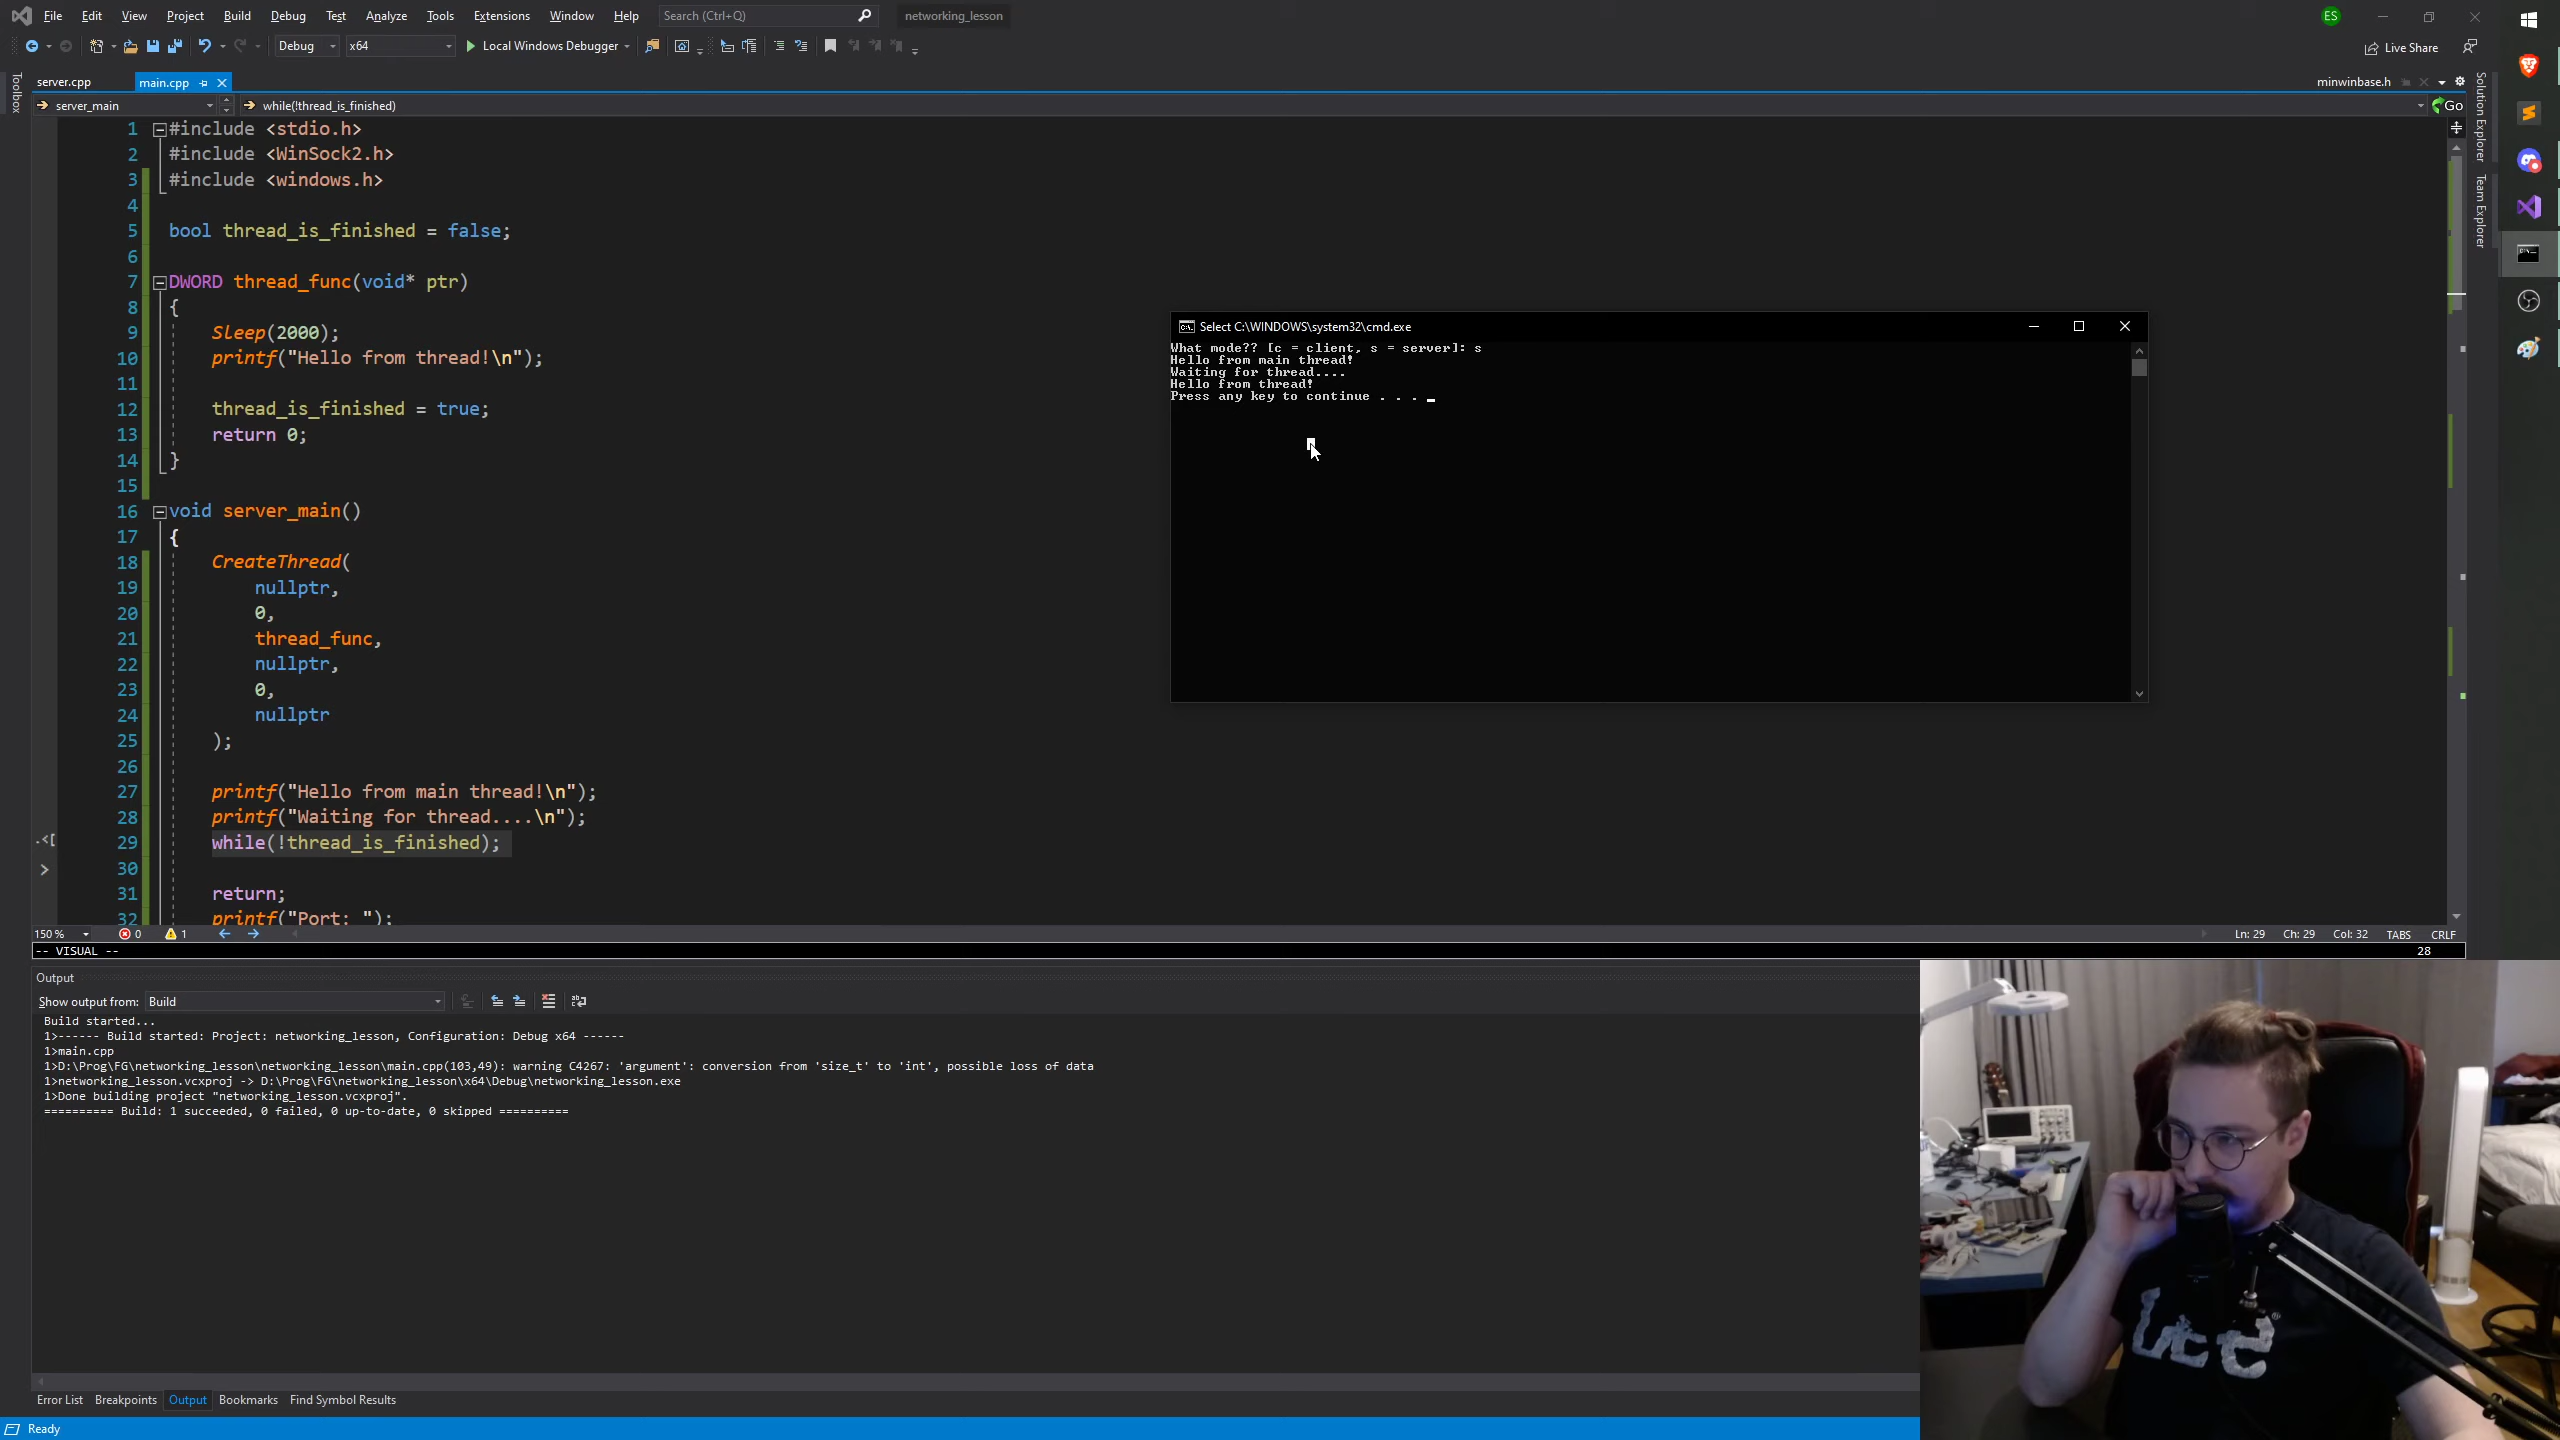 File Edit View Project Build Debug Test Analyze Tools Extensions Window Help Search (Ctrl+Q) networking_lesson ES
Debug x64 Local Windows Debugger Live Share
server.cpp main.cpp minwinbase.h
server_main while(!thread_is_finished) Go
Toolbox
Solution Explorer
Team Explorer
1 #include <stdio.h>
2 #include <WinSock2.h>
3 #include <windows.h>
4
5 bool thread_is_finished = false;
6
7 DWORD thread_func(void* ptr)
8 {
9 Sleep(2000);
10 printf("Hello from thread!\n");
11
12 thread_is_finished = true;
13 return 0;
14 }
15
16 void server_main()
17 {
18 CreateThread(
19 nullptr,
20 0,
21 thread_func,
22 nullptr,
23 0,
24 nullptr
25 );
26
27 printf("Hello from main thread!\n");
28 printf("Waiting for thread....\n");
29 while(!thread_is_finished);
30
31 return;
32 printf("Port: ");
Select C:\WINDOWS\system32\cmd.exe
What mode?? [c = client, s = server]: s
Hello from main thread!
Waiting for thread....
Hello from thread!
Press any key to continue . . . _
150 % 0 1 Ln: 29 Ch: 29 Col: 32 TABS CRLF
-- VISUAL -- 28
Output
Show output from: Build
Build started...
1>------ Build started: Project: networking_lesson, Configuration: Debug x64 ------
1>main.cpp
1>D:\Prog\FG\networking_lesson\networking_lesson\main.cpp(103,49): warning C4267: 'argument': conversion from 'size_t' to 'int', possible loss of data
1>networking_lesson.vcxproj -> D:\Prog\FG\networking_lesson\x64\Debug\networking_lesson.exe
1>Done building project "networking_lesson.vcxproj".
========== Build: 1 succeeded, 0 failed, 0 up-to-date, 0 skipped ==========
Error List Breakpoints Output Bookmarks Find Symbol Results
Ready